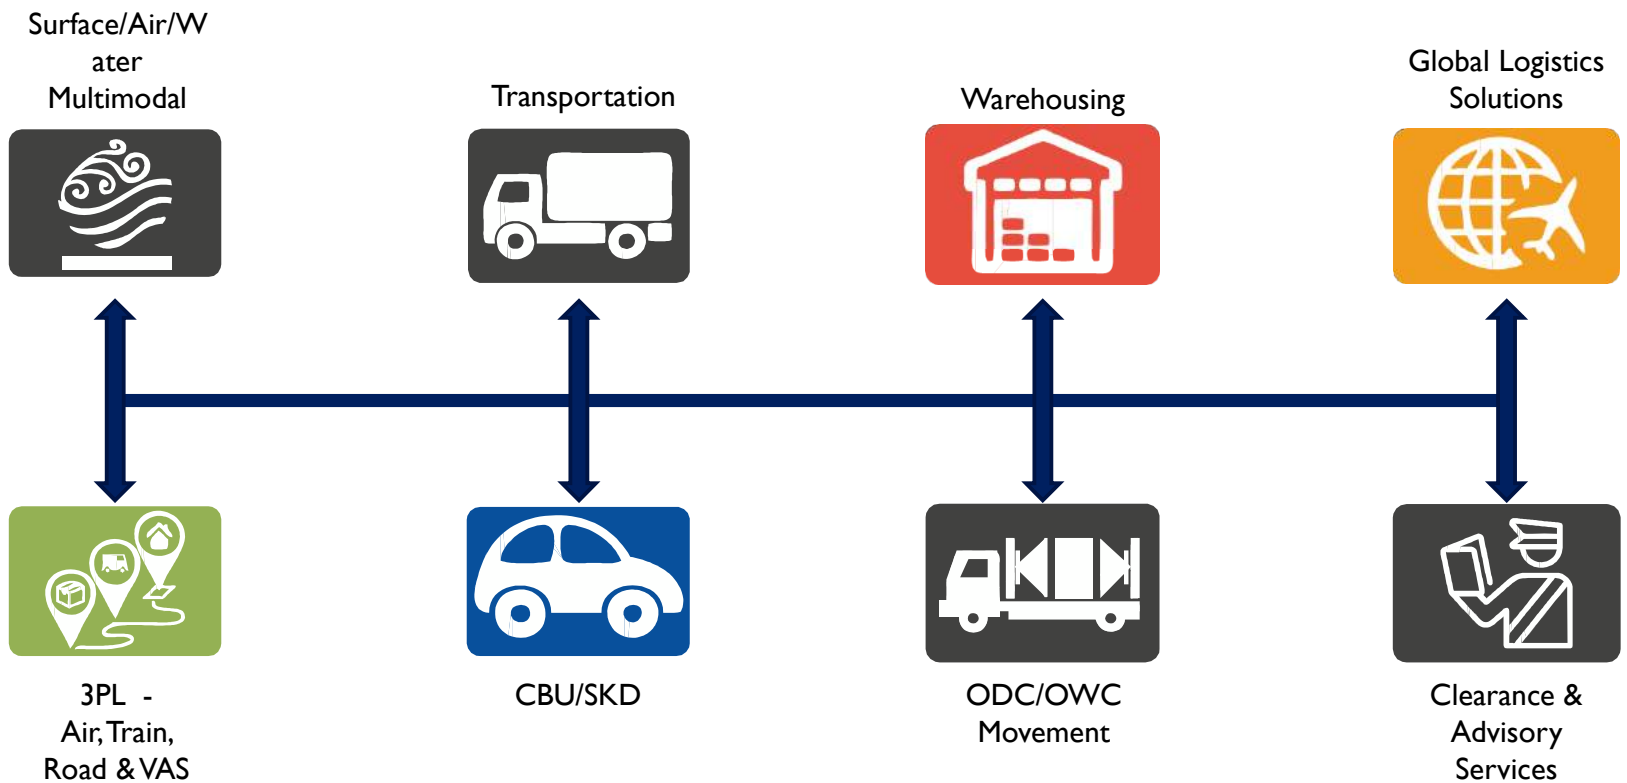 Surface/Air/W
ater
Multimodal
Transportation
Warehousing
Global Logistics
Solutions
3PL -
Air, Train,
Road & VAS
CBU/SKD
ODC/OWC
Movement
Clearance &
Advisory
Services